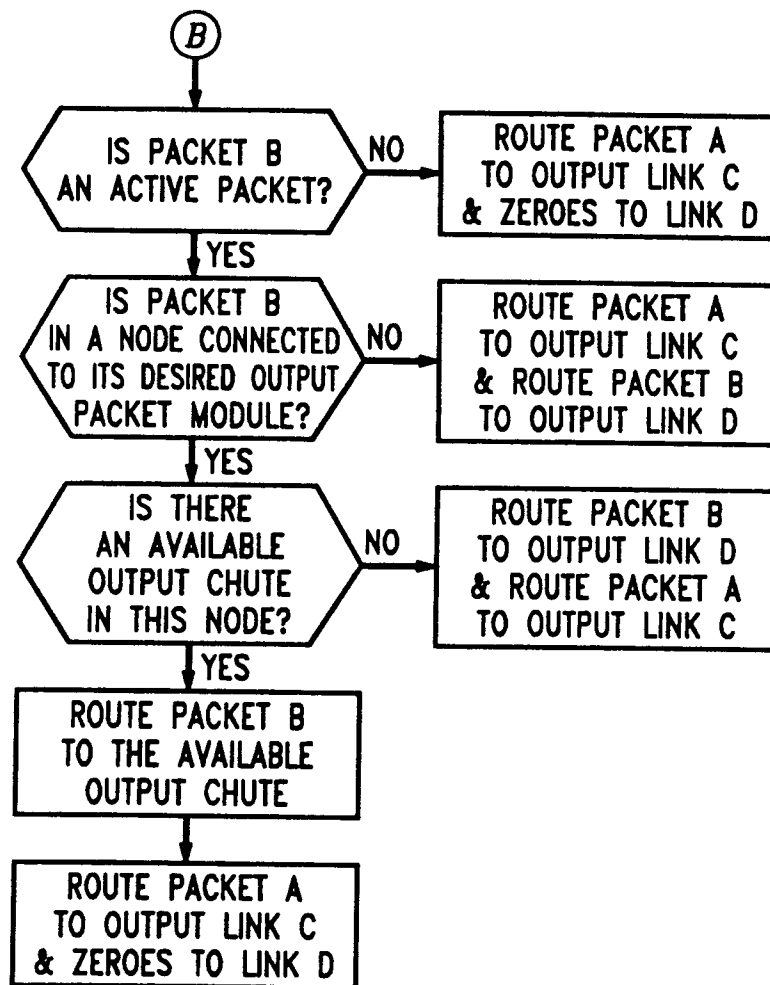 B
IS PACKET B
AN ACTIVE PACKET?
NO
ROUTE PACKET A
TO OUTPUT LINK C
& ZEROES TO LINK D
YES
IS PACKET B
IN A NODE CONNECTED
TO ITS DESIRED OUTPUT
PACKET MODULE?
NO
ROUTE PACKET A
TO OUTPUT LINK C
& ROUTE PACKET B
TO OUTPUT LINK D
YES
IS THERE
AN AVAILABLE
OUTPUT CHUTE
IN THIS NODE?
NO
ROUTE PACKET B
TO OUTPUT LINK D
& ROUTE PACKET A
TO OUTPUT LINK C
YES
ROUTE PACKET B
TO THE AVAILABLE
OUTPUT CHUTE
ROUTE PACKET A
TO OUTPUT LINK C
& ZEROES TO LINK D